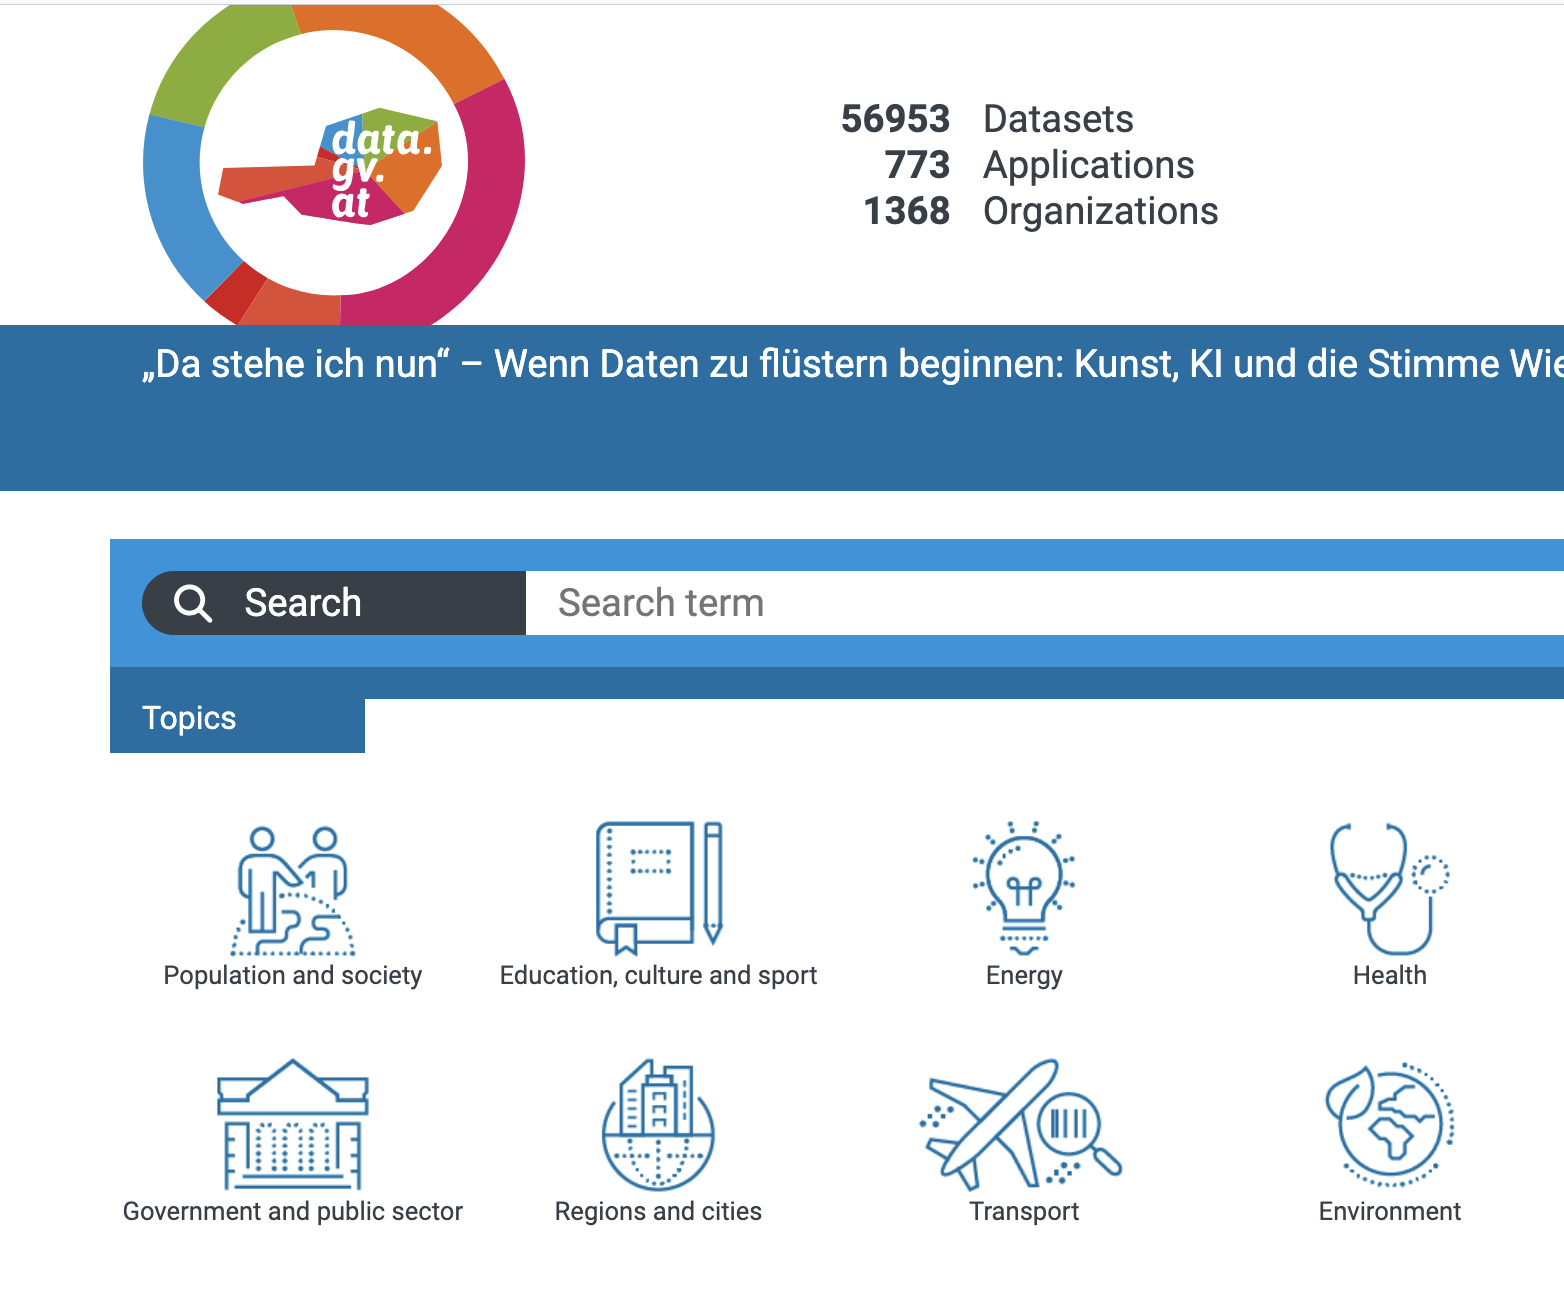 data.
gv.
at
56953 Datasets
773 Applications
1368 Organizations
„Da stehe ich nun“ – Wenn Daten zu flüstern beginnen: Kunst, KI und die Stimme
Search
Search term
Topics
Population and society
Education, culture and sport
Energy
Health
Government and public sector
Regions and cities
Transport
Environment